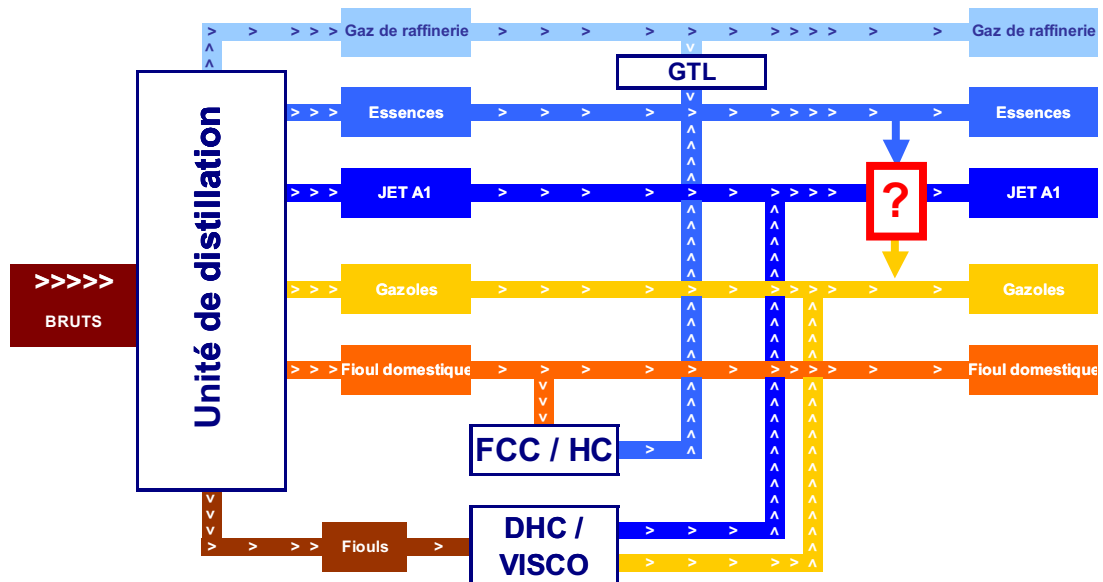 Gaz de raffinerie
Gaz de raffinerie
GTL
Essences
Essences
Unité de distillation
JET A1
?
JET A1
>>>>>
BRUTS
Gazoles
Gazoles
Fioul domestique
Fioul domestique
FCC / HC
Fiouls
DHC /
VISCO